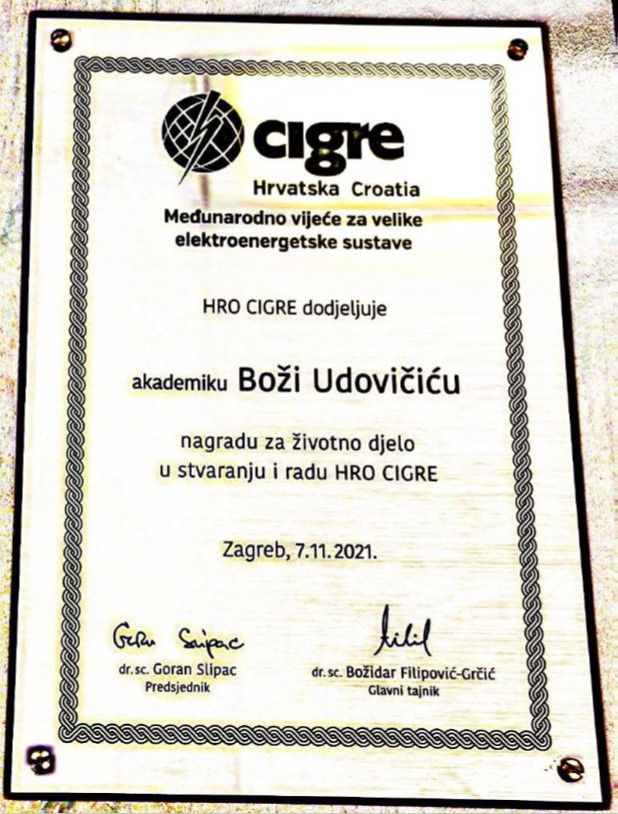 cigre
Hrvatska Croatia
Međunarodno vijeće za velike
elektroenergetske sustave
HRO CIGRE dodjeljuje
akademiku Boži Udovičiću
nagradu za životno djelo
u stvaranju i radu HRO CIGRE
Zagreb, 7.11.2021.
dr.sc. Goran Slipac
Predsjednik
dr.sc. Božidar Filipović-Grčić
Glavni tajnik